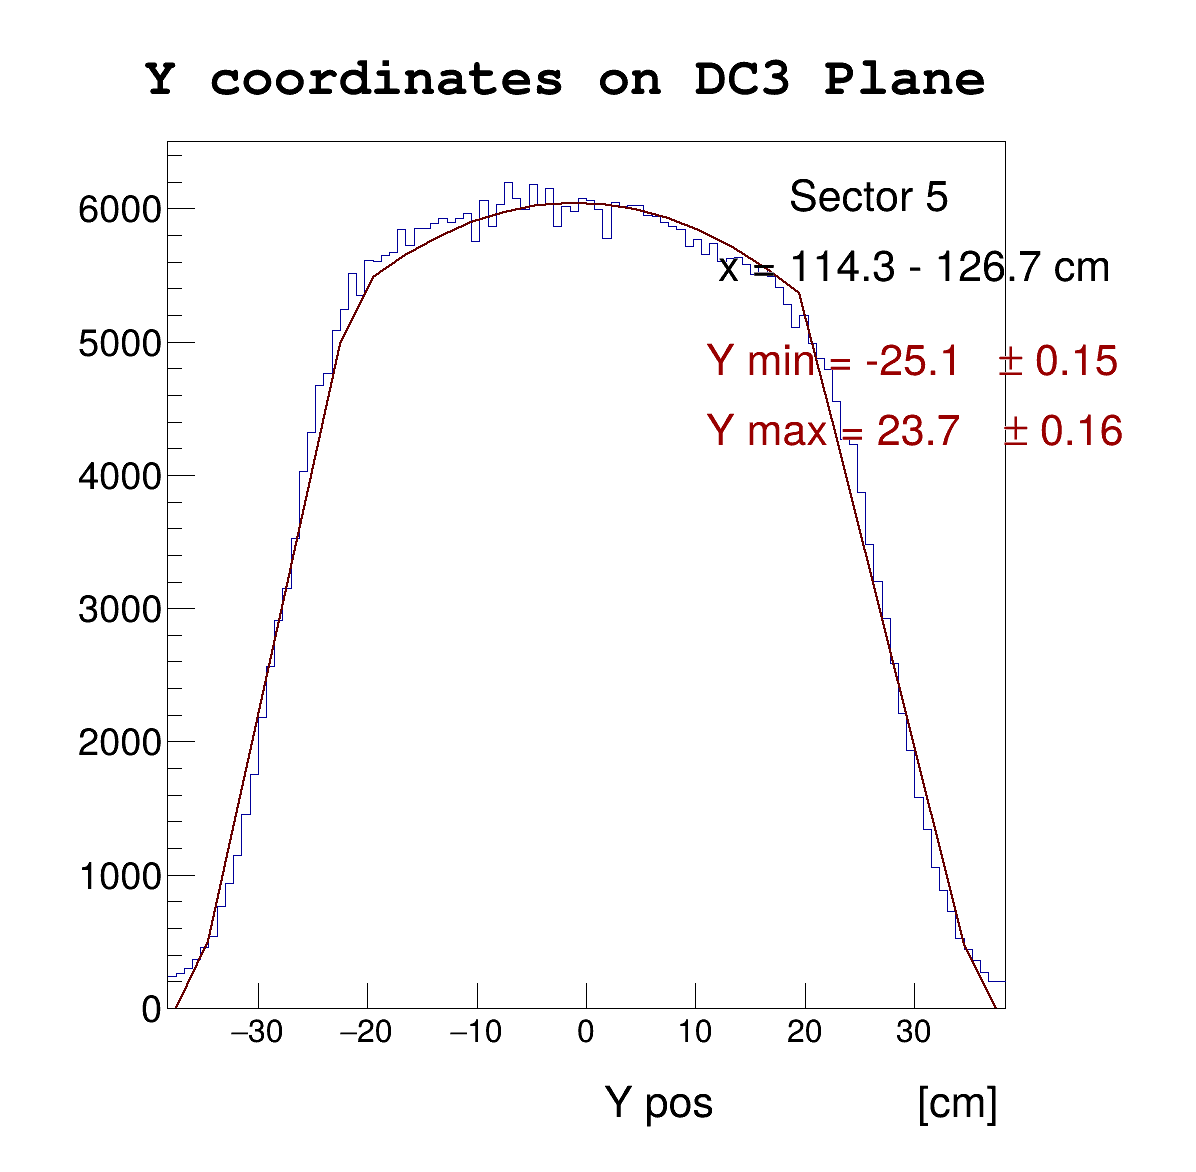 Y coordinates on DC3 Plane
Sector 5
x = 114.3 - 126.7 cm
Y min = -25.1 ± 0.15
Y max = 23.7 ± 0.16
6000
5000
4000
3000
2000
1000
0
−30 −20 −10 0 10 20 30
Y pos [cm]